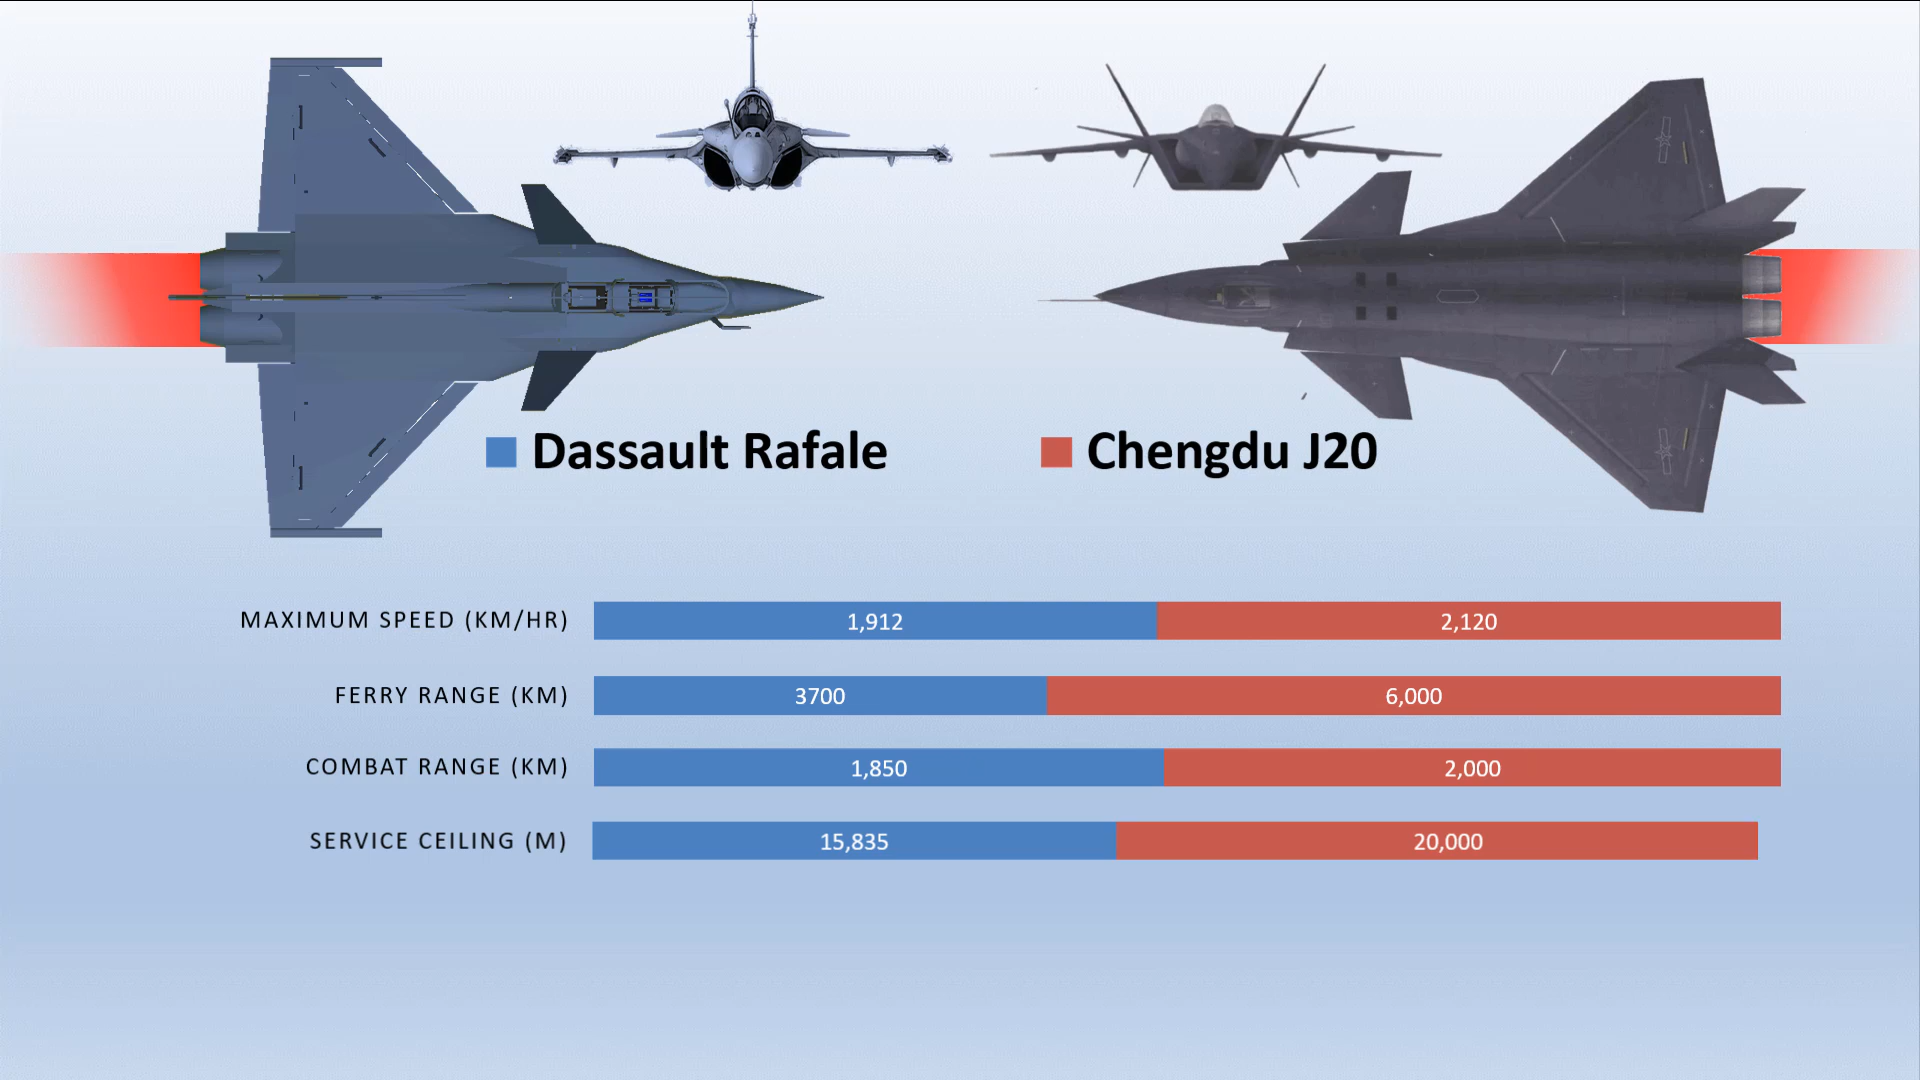 Dassault Rafale
Chengdu J20
MAXIMUM SPEED (KM/HR) 1,912 2,120
FERRY RANGE (KM) 3700 6,000
COMBAT RANGE (KM) 1,850 2,000
SERVICE CEILING (M) 15,835 20,000